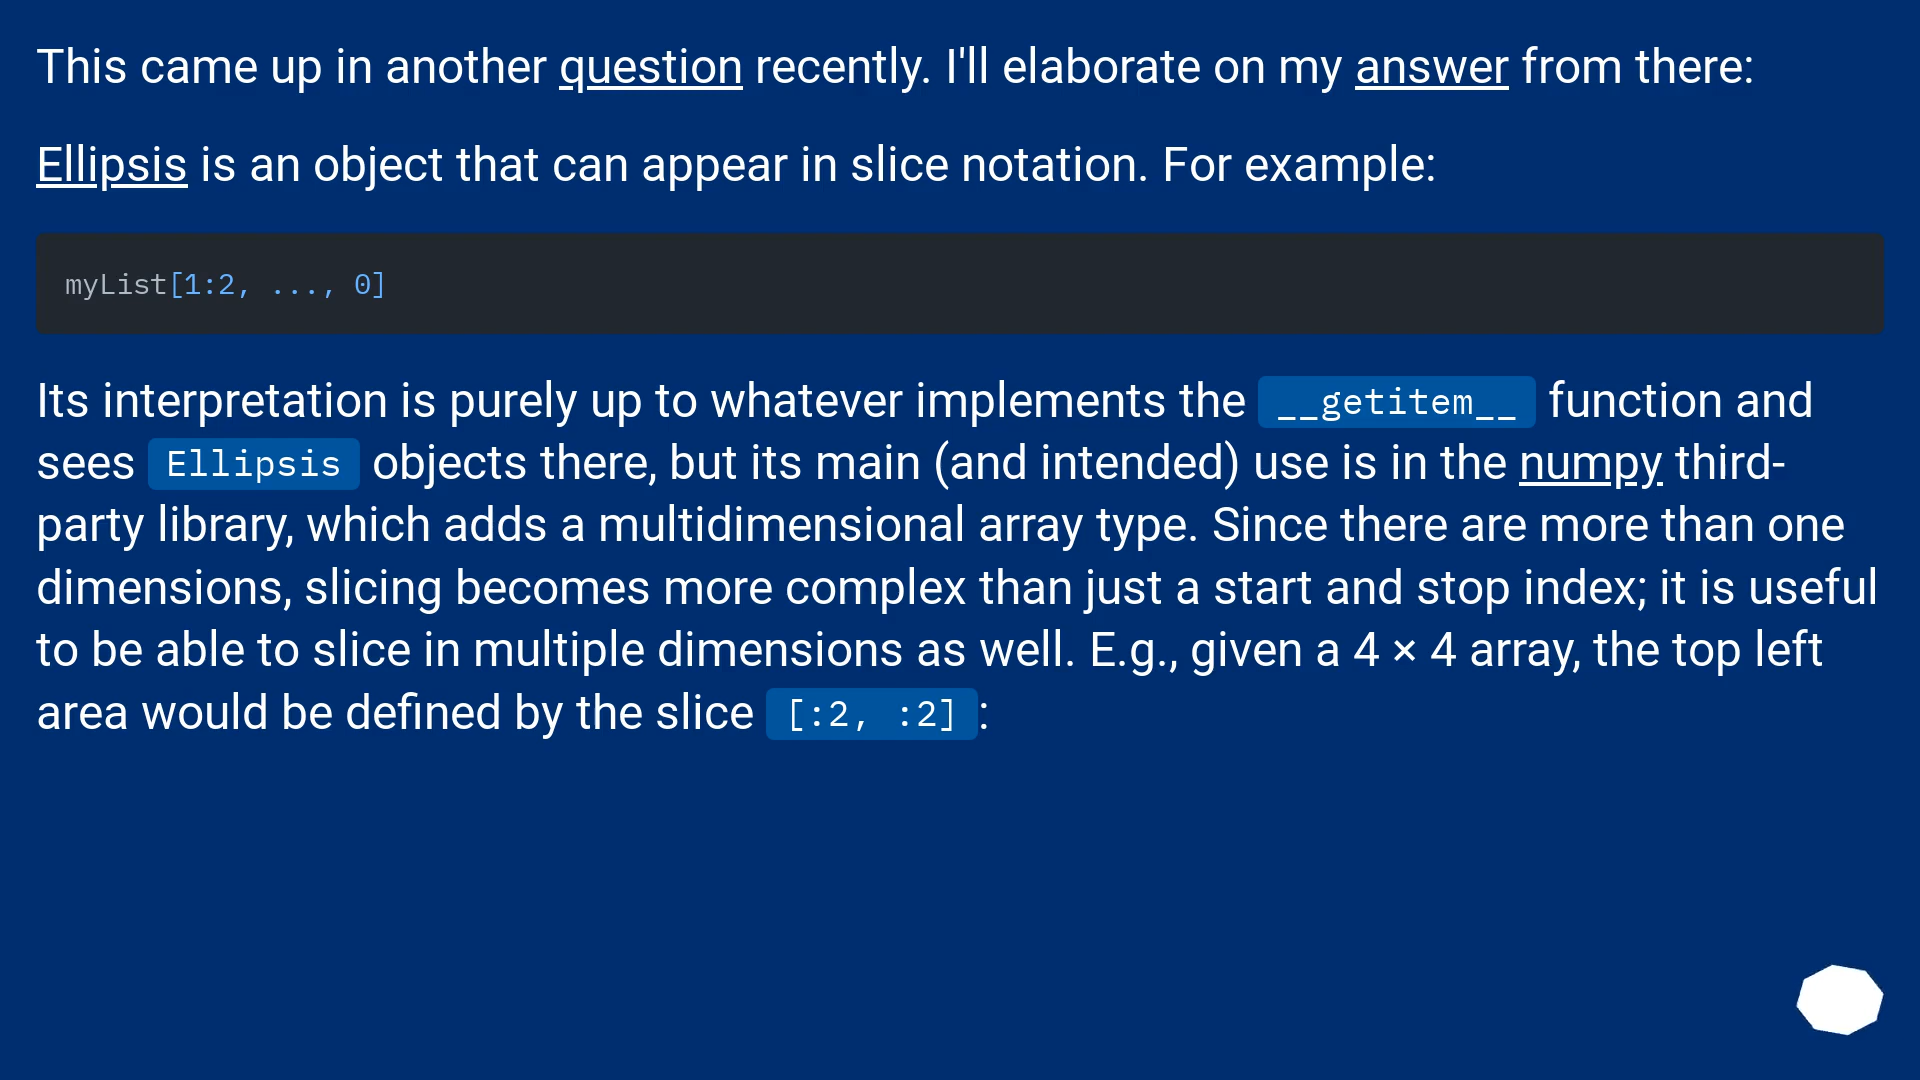 This came up in another question recently. I'll elaborate on my answer from there:
Ellipsis is an object that can appear in slice notation. For example:
myList[1:2, ..., 0]
Its interpretation is purely up to whatever implements the __getitem__ function and
sees Ellipsis objects there, but its main (and intended) use is in the numpy third-
party library, which adds a multidimensional array type. Since there are more than one
dimensions, slicing becomes more complex than just a start and stop index; it is useful
to be able to slice in multiple dimensions as well. E.g., given a 4 × 4 array, the top left
area would be defined by the slice [:2, :2]: